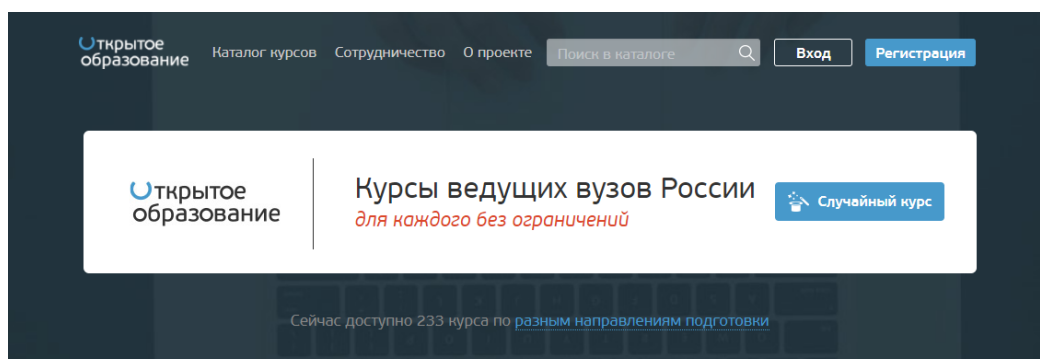 Открытое
образование
Каталог курсов Сотрудничество О проекте Поиск в каталоге Вход Регистрация
Открытое
образование
Курсы ведущих вузов России
для каждого без ограничений
Случайный курс
Сейчас доступно 233 курса по разным направлениям подготовки